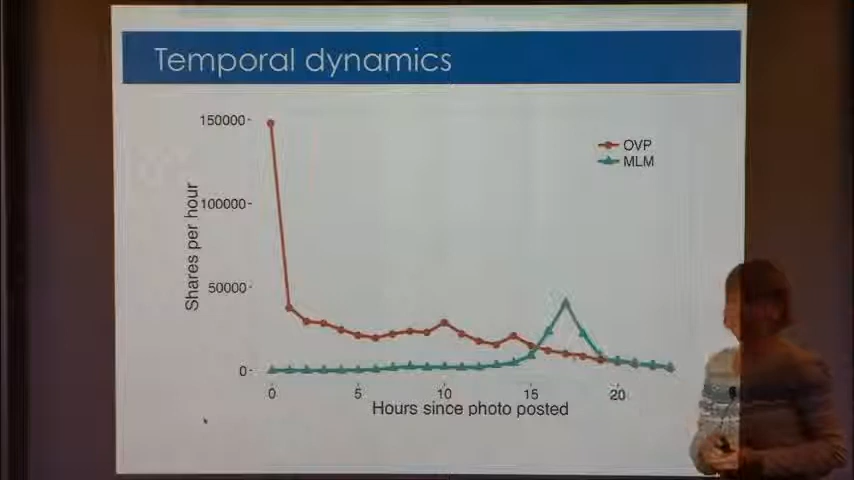 Temporal dynamics
150000
100000
50000
0
Shares per hour
OVP
MLM
0 5 10 15 20
Hours since photo posted